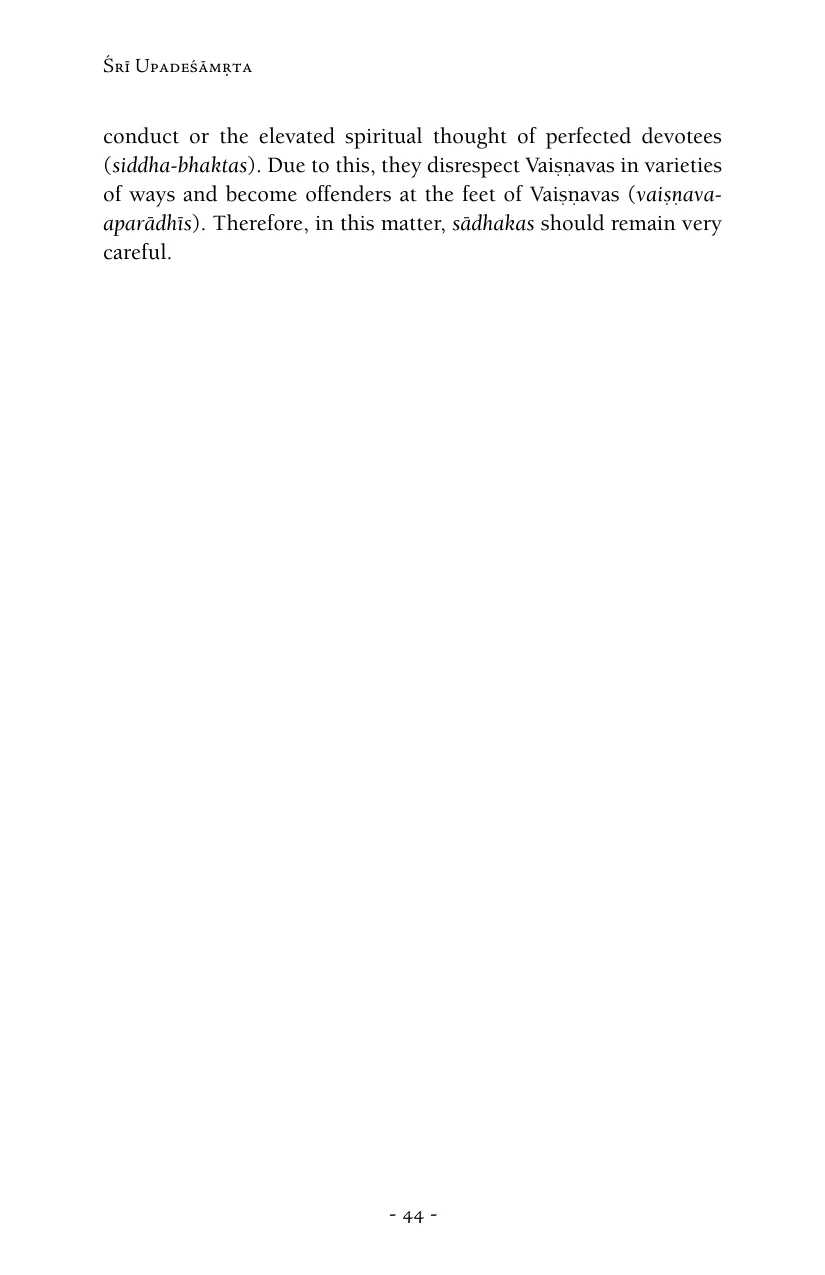 Śrī Upadeśāmṛta
conduct or the elevated spiritual thought of perfected devotees
(siddha-bhaktas). Due to this, they disrespect Vaiṣṇavas in varieties
of ways and become offenders at the feet of Vaiṣṇavas (vaiṣṇava-
aparādhīs). Therefore, in this matter, sādhakas should remain very
careful.
- 44 -